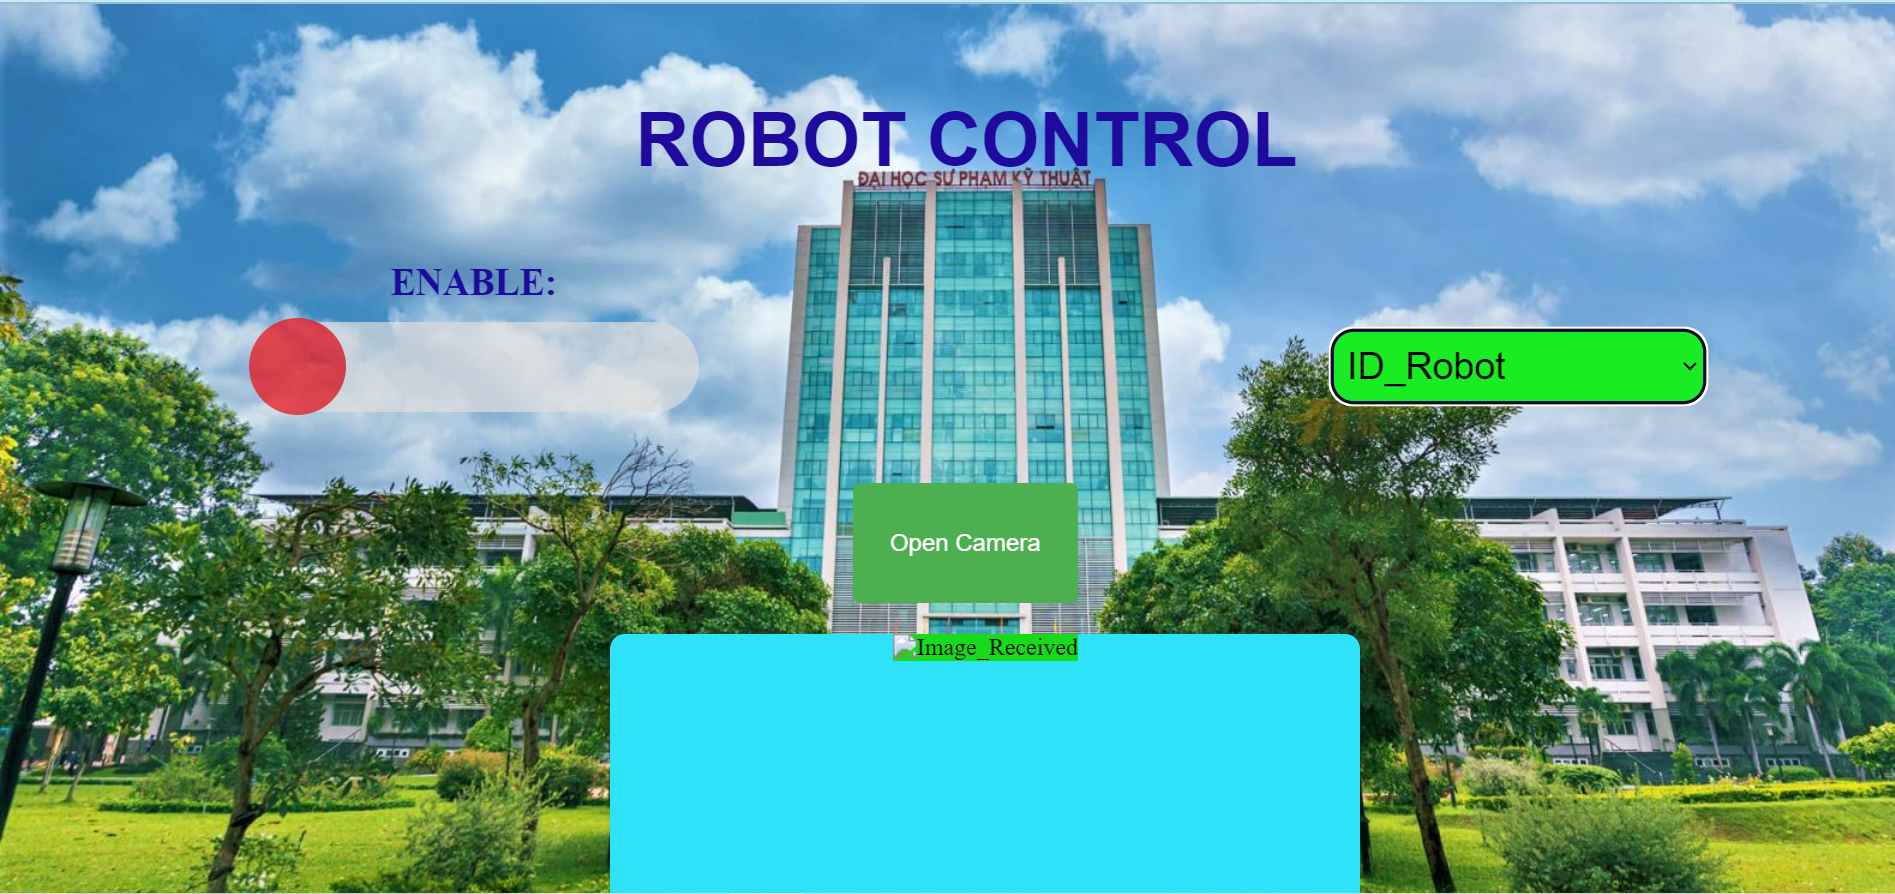 ROBOT CONTROL
ĐẠI HỌC SƯ PHẠM KỸ THUẬT
ENABLE:
ID_Robot
Open Camera
Image_Received